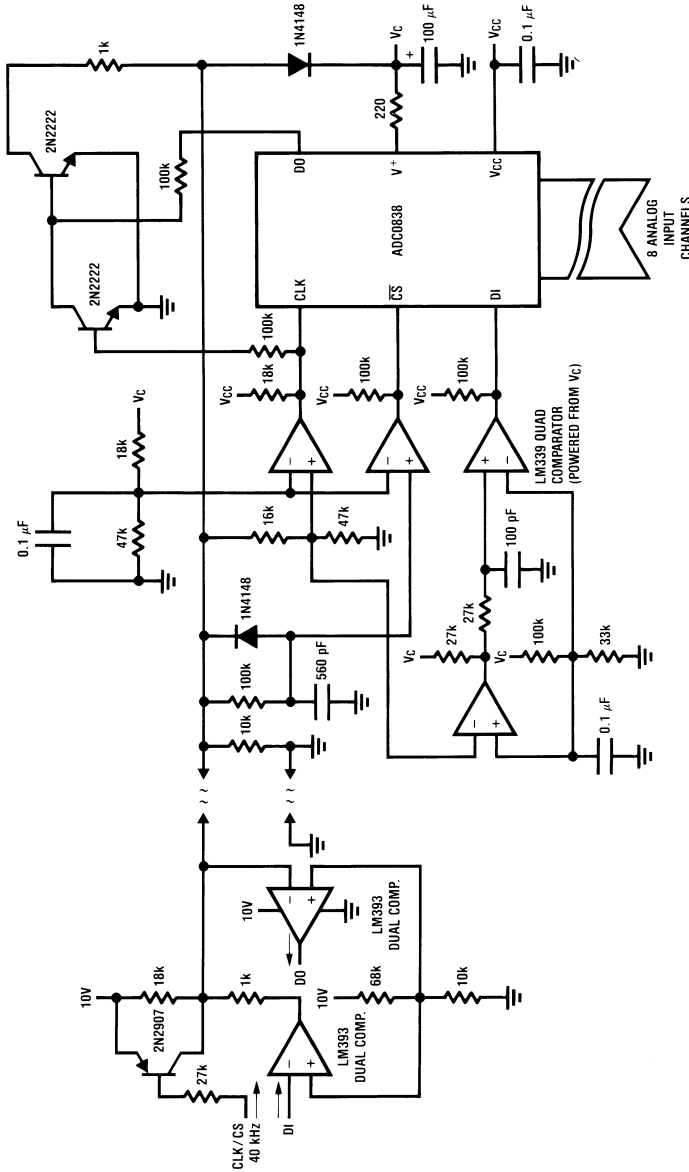 10V
18k
2N2907
27k
CLK/CS
40 kHz
DI
1k
−
+
LM393
DUAL COMP.
10V
68k
10k
10V
DO
−
+
LM393
DUAL COMP.
~
~
~
~
10k
100k
1N4148
560 pF
0.1 μF
47k
18k
VC
16k
47k
−
+
VCC
18k
100k
−
+
VCC
100k
−
+
0.1 μF
VC
27k
27k
VC
100k
33k
100 pF
+
−
VCC
100k
LM339 QUAD
COMPARATOR
(POWERED FROM VC)
2N2222
2N2222
100k
1k
1N4148
CLK
CS
DI
ADC0838
DO
V+
VCC
220
VC
+
100 μF
VCC
0.1 μF
8 ANALOG
INPUT
CHANNELS